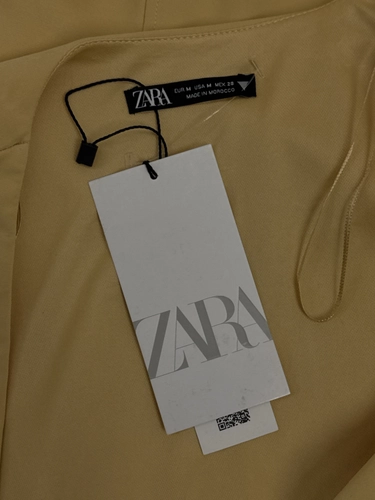 ZARA
EUR M USA M MEX 28
MADE IN MOROCCO
ZARA